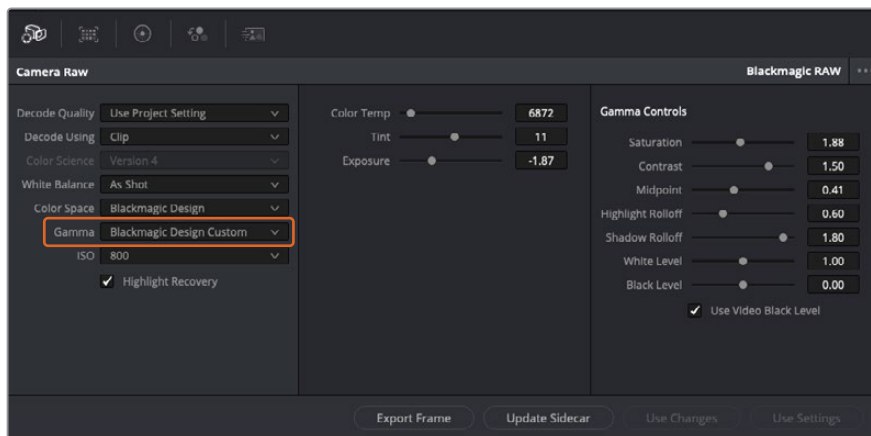 Camera Raw
Blackmagic RAW
Decode Quality Use Project Setting
Decode Using Clip
Color Science Version 4
White Balance As Shot
Color Space Blackmagic Design
Gamma Blackmagic Design Custom
ISO 800
Highlight Recovery
Color Temp 6872
Tint 11
Exposure -1.87
Gamma Controls
Saturation 1.88
Contrast 1.50
Midpoint 0.41
Highlight Rolloff 0.60
Shadow Rolloff 1.80
White Level 1.00
Black Level 0.00
Use Video Black Level
Export Frame
Update Sidecar
Use Changes
Use Settings